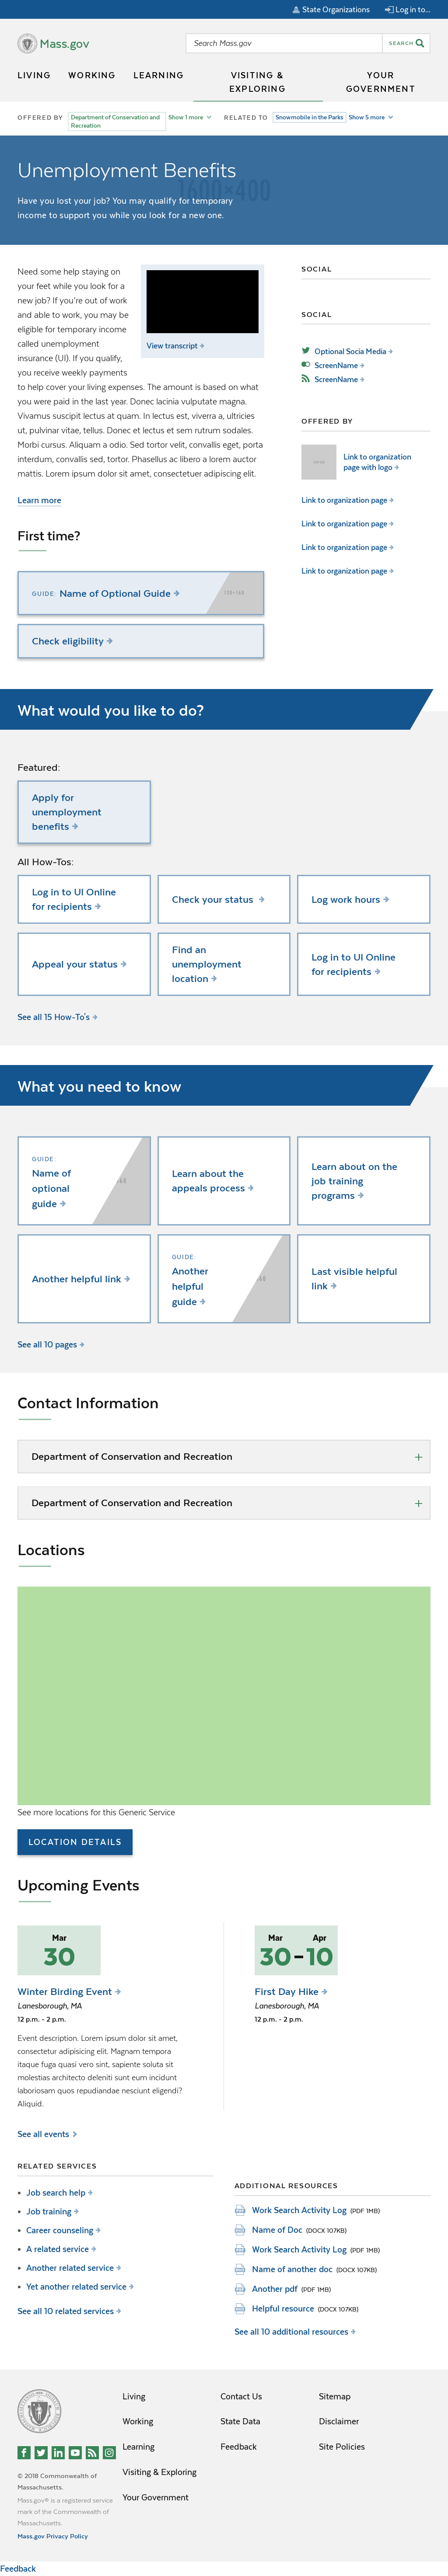 State Organizations
Log in to...
Mass.gov
Search Mass.gov
SEARCH
LIVING
WORKING
LEARNING
VISITING &
EXPLORING
YOUR
GOVERNMENT
OFFERED BY
Department of Conservation and
Recreation
Show 1 more
RELATED TO
Snowmobile in the Parks
Show 5 more
Unemployment Benefits
1600×400
Have you lost your job? You may qualify for temporary
income to support you while you look for a new one.
Need some help staying on
your feet while you look for a
new job? If you're out of work
and able to work, you may be
eligible for temporary income
called unemployment
insurance (UI). If you qualify,
you receive weekly payments
to help cover your living expenses. The amount is based on what
you were paid in the last year. Donec lacinia vulputate magna.
Vivamus suscipit lectus at quam. In lectus est, viverra a, ultricies
ut, pulvinar vitae, tellus. Donec et lectus et sem rutrum sodales.
Morbi cursus. Aliquam a odio. Sed tortor velit, convallis eget, porta
interdum, convallis sed, tortor. Phasellus ac libero a lorem auctor
mattis. Lorem ipsum dolor sit amet, consectetuer adipiscing elit.
View transcript
Learn more
First time?
GUIDE: Name of Optional Guide
Check eligibility
SOCIAL
SOCIAL
Optional Socia Media
ScreenName
ScreenName
OFFERED BY
Link to organization
page with logo
Link to organization page
Link to organization page
Link to organization page
Link to organization page
What would you like to do?
Featured:
Apply for
unemployment
benefits
All How-Tos:
Log in to UI Online
for recipients
Check your status
Log work hours
Appeal your status
Find an
unemployment
location
Log in to UI Online
for recipients
See all 15 How-To's
What you need to know
GUIDE:
Name of
optional
guide
Learn about the
appeals process
Learn about on the
job training
programs
Another helpful link
GUIDE:
Another
helpful
guide
Last visible helpful
link
See all 10 pages
Contact Information
Department of Conservation and Recreation
Department of Conservation and Recreation
Locations
See more locations for this Generic Service
LOCATION DETAILS
Upcoming Events
Mar
30
Winter Birding Event
Lanesborough, MA
12 p.m. - 2 p.m.
Event description. Lorem ipsum dolor sit amet,
consectetur adipisicing elit. Magnam tempora
itaque fuga quasi vero sint, sapiente soluta sit
molestias architecto deleniti sunt eum incidunt
laboriosam quos repudiandae nesciunt eligendi?
Aliquid.
Mar Apr
30-10
First Day Hike
Lanesborough, MA
12 p.m. - 2 p.m.
See all events
RELATED SERVICES
Job search help
Job training
Career counseling
A related service
Another related service
Yet another related service
See all 10 related services
ADDITIONAL RESOURCES
Work Search Activity Log (PDF 1MB)
Name of Doc (DOCX 107KB)
Work Search Activity Log (PDF 1MB)
Name of another doc (DOCX 107KB)
Another pdf (PDF 1MB)
Helpful resource (DOCX 107KB)
See all 10 additional resources
© 2018 Commonwealth of
Massachusetts.
Mass.gov® is a registered service
mark of the Commonwealth of
Massachusetts.
Mass.gov Privacy Policy
Living
Working
Learning
Visiting & Exploring
Your Government
Contact Us
State Data
Feedback
Sitemap
Disclaimer
Site Policies
Feedback